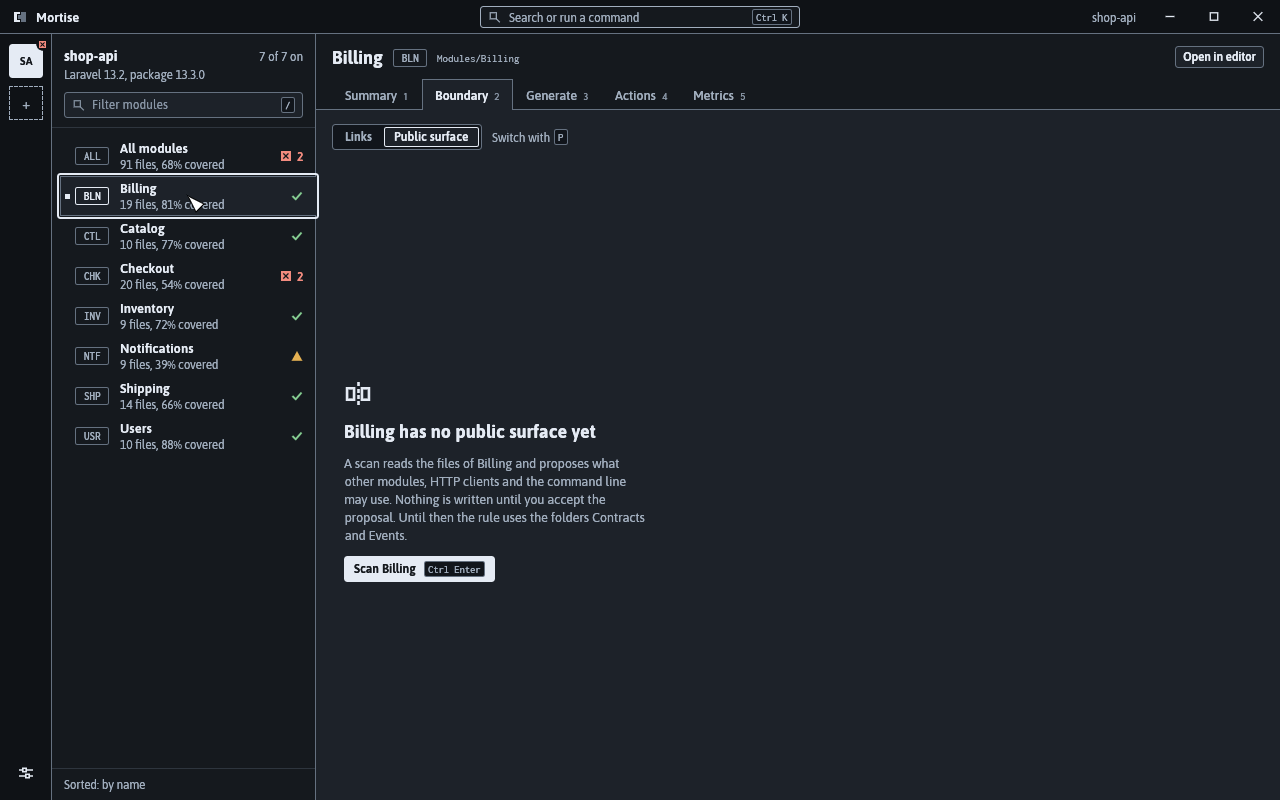 Mortise
Search or run a command
Ctrl K
shop-api
SA
shop-api
7 of 7 on
Laravel 13.2, package 13.3.0
Filter modules
/
+
ALL
All modules
91 files, 68% covered
2
BLN
Billing
19 files, 81% covered
CTL
Catalog
10 files, 77% covered
CHK
Checkout
20 files, 54% covered
2
INV
Inventory
9 files, 72% covered
NTF
Notifications
9 files, 39% covered
SHP
Shipping
14 files, 66% covered
USR
Users
10 files, 88% covered
Sorted: by name
Billing
BLN
Modules/Billing
Open in editor
Summary 1
Boundary 2
Generate 3
Actions 4
Metrics 5
Links
Public surface
Switch with P
Billing has no public surface yet
A scan reads the files of Billing and proposes what
other modules, HTTP clients and the command line
may use. Nothing is written until you accept the
proposal. Until then the rule uses the folders Contracts
and Events.
Scan Billing
Ctrl Enter